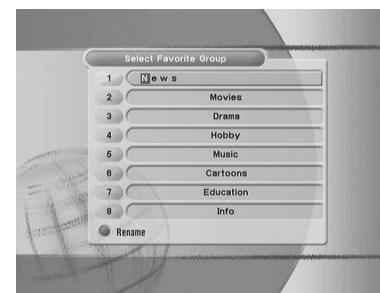 Select Favorite Group
1 News
2 Movies
3 Drama
4 Hobby
5 Music
6 Cartoons
7 Education
8 Info
Rename